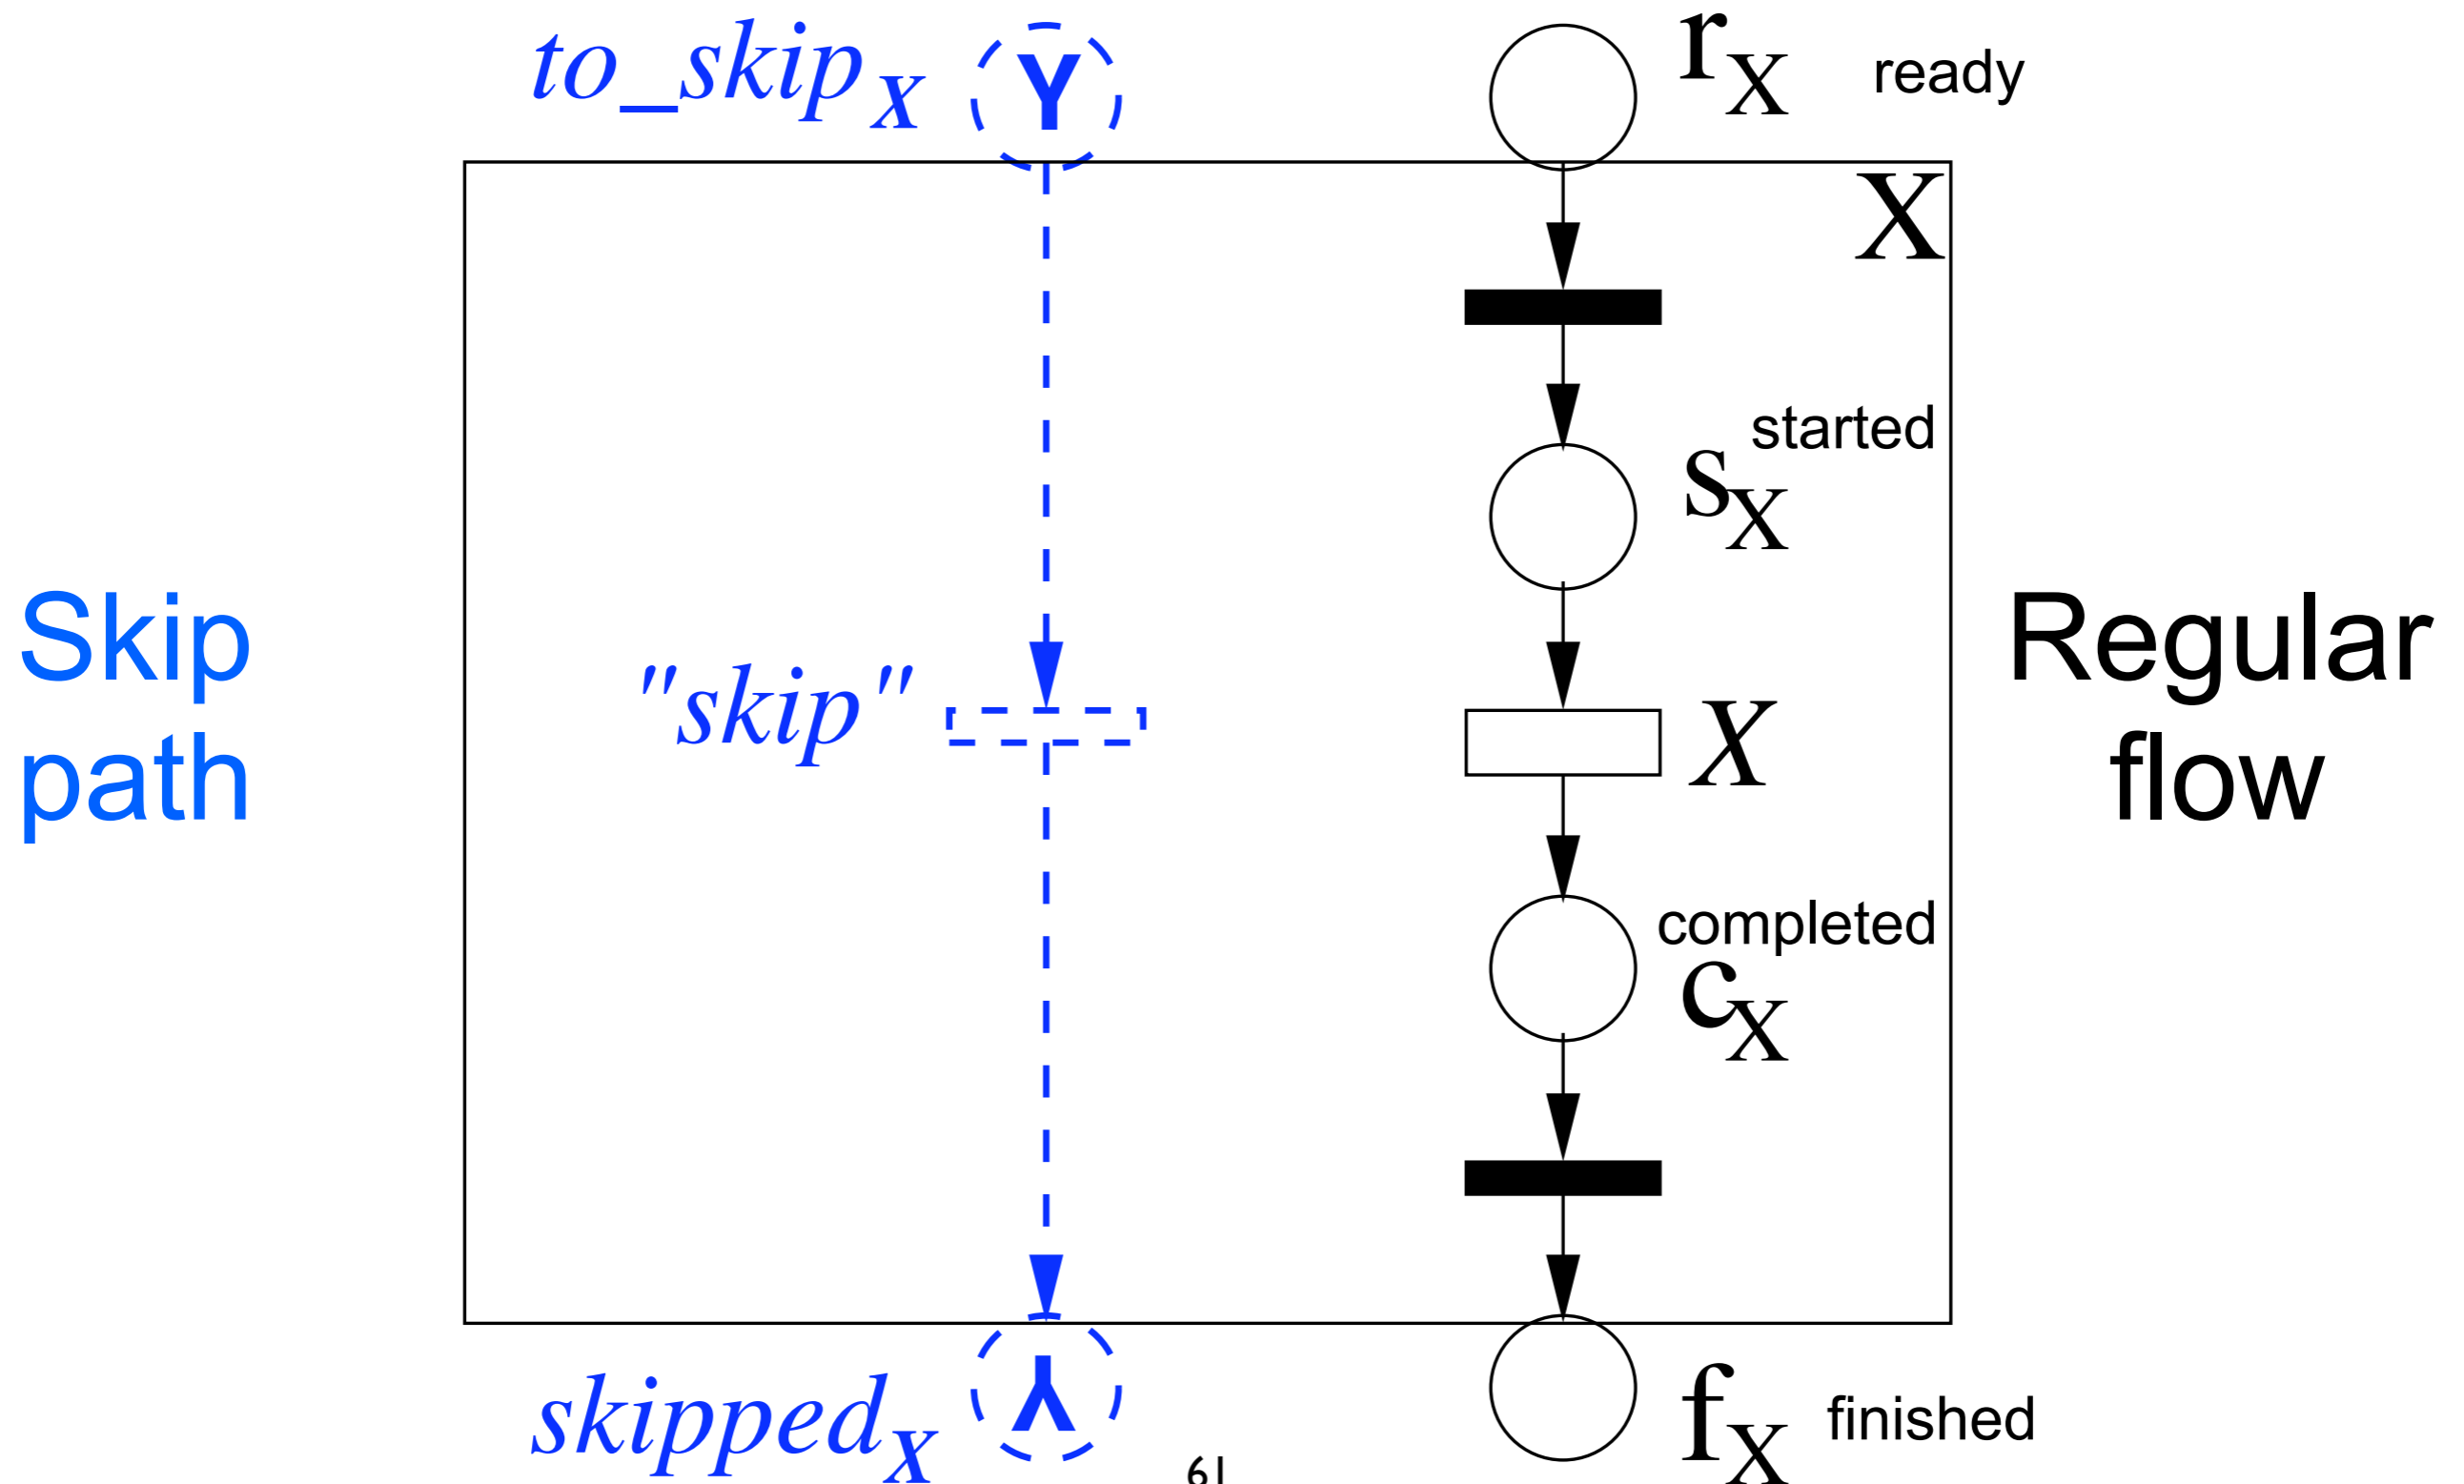 to_skipX
Y
rX ready
X
started
sX
Skip
path
"skip"
X
Regular
flow
completed
cX
skippedX
Y
fX finished